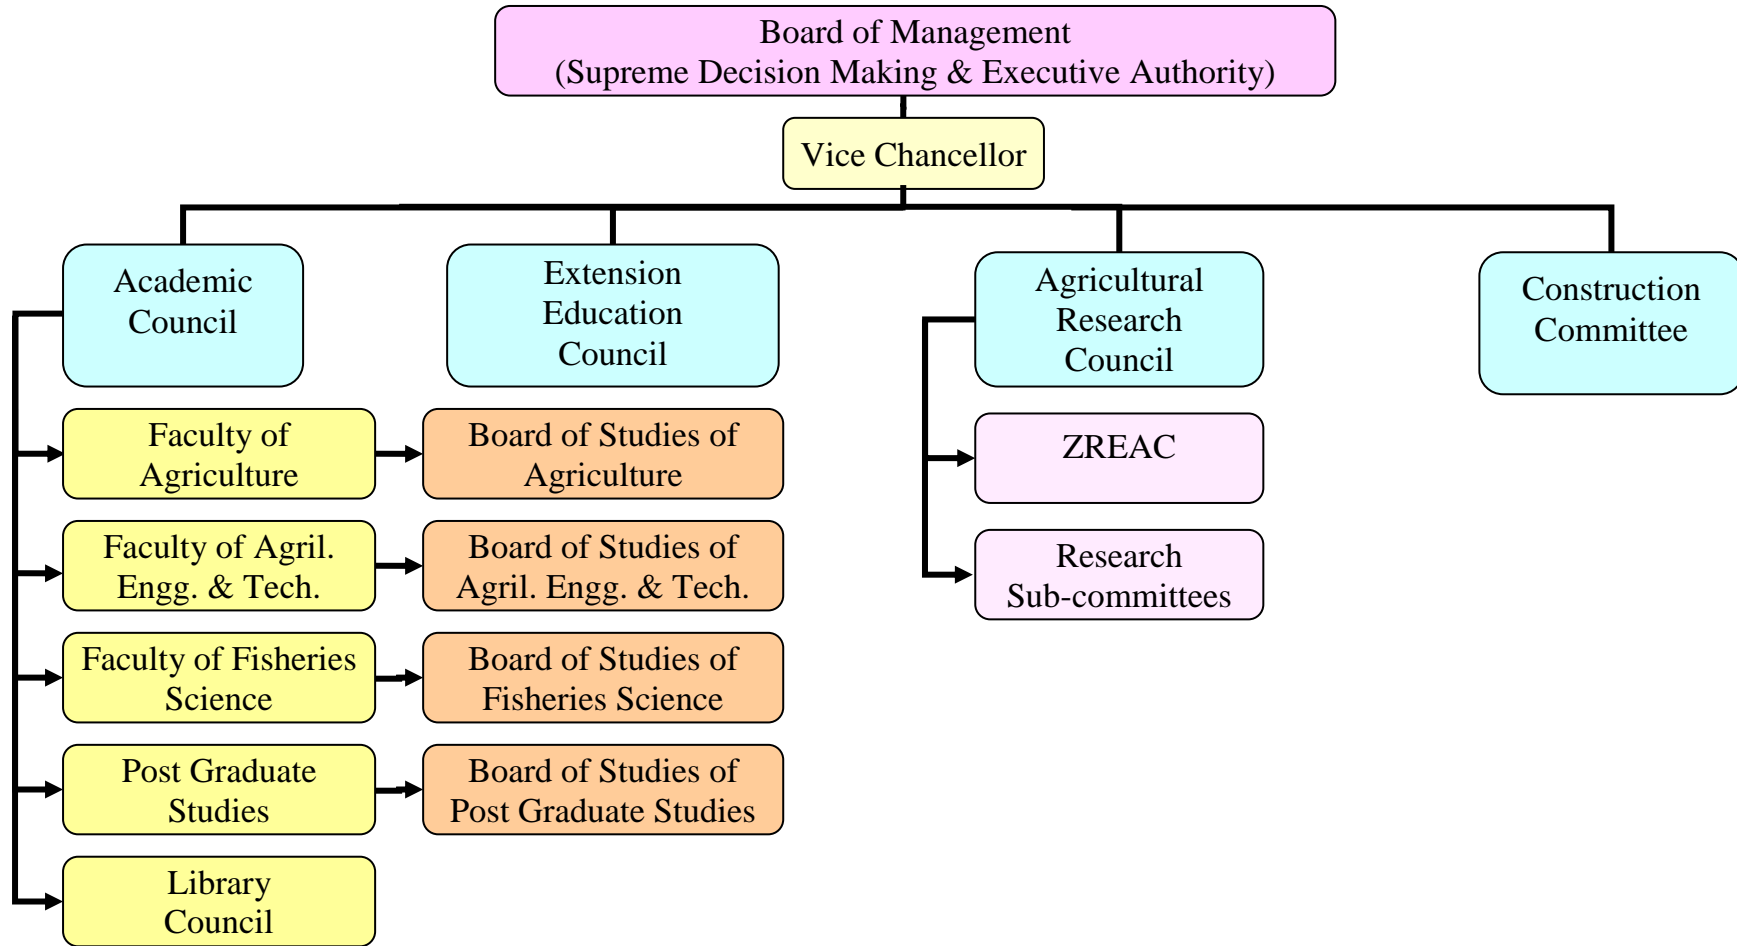 Board of Management
(Supreme Decision Making & Executive Authority)
Vice Chancellor
Academic
Council
Extension
Education
Council
Agricultural
Research
Council
Construction
Committee
Faculty of
Agriculture
Board of Studies of
Agriculture
ZREAC
Faculty of Agril.
Engg. & Tech.
Board of Studies of
Agril. Engg. & Tech.
Research
Sub-committees
Faculty of Fisheries
Science
Board of Studies of
Fisheries Science
Post Graduate
Studies
Board of Studies of
Post Graduate Studies
Library
Council